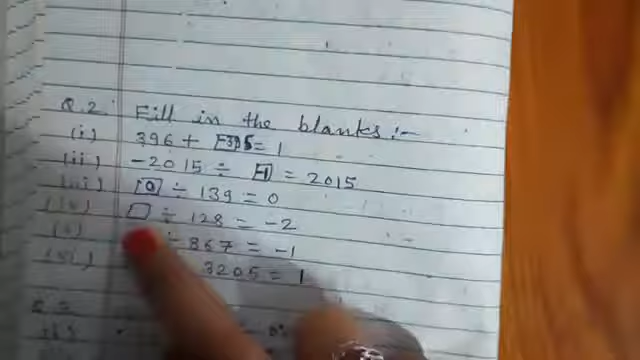 Q.2. Fill in the blanks:-
(i) 396 + -395 = 1
(ii) -2015 ÷ -1 = 2015
(iii) 0 ÷ 139 = 0
(iv) □ ÷ 128 = -2
(v) ÷ 867 = -1
(vi) 3205 = 1